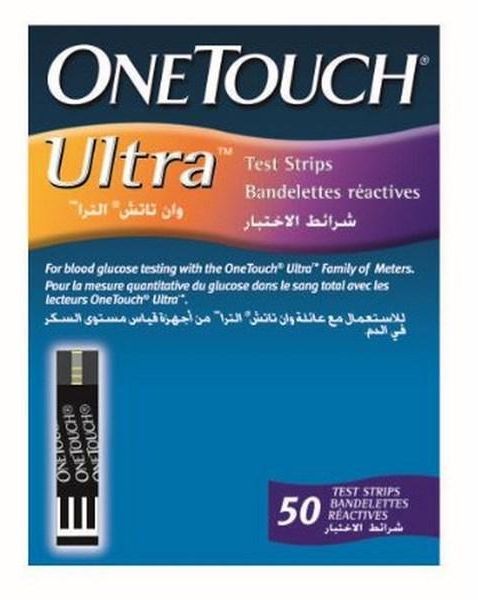 ONETOUCH®
Ultra™
وان تاتش® الترا™
Test Strips
Bandelettes réactives
شرائط الاختبار
For blood glucose testing with the OneTouch® Ultra™ Family of Meters.
Pour la mesure quantitative du glucose dans le sang total avec les
lecteurs OneTouch® Ultra™.
للاستعمال مع عائلة وان تاتش® الترا™ من أجهزة قياس مستوى السكر
في الدم.
ONETOUCH®
ONETOUCH®
ONETOUCH®
50
TEST STRIPS
BANDELETTES
RÉACTIVES
شرائط الاختبار